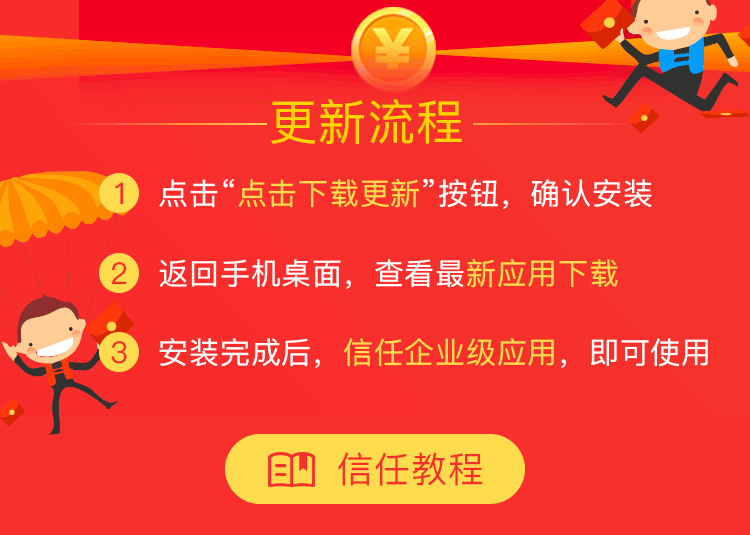 ¥
更新流程
1 点击“点击下载更新”按钮，确认安装
2 返回手机桌面，查看最新应用下载
3 安装完成后，信任企业级应用，即可使用
信任教程